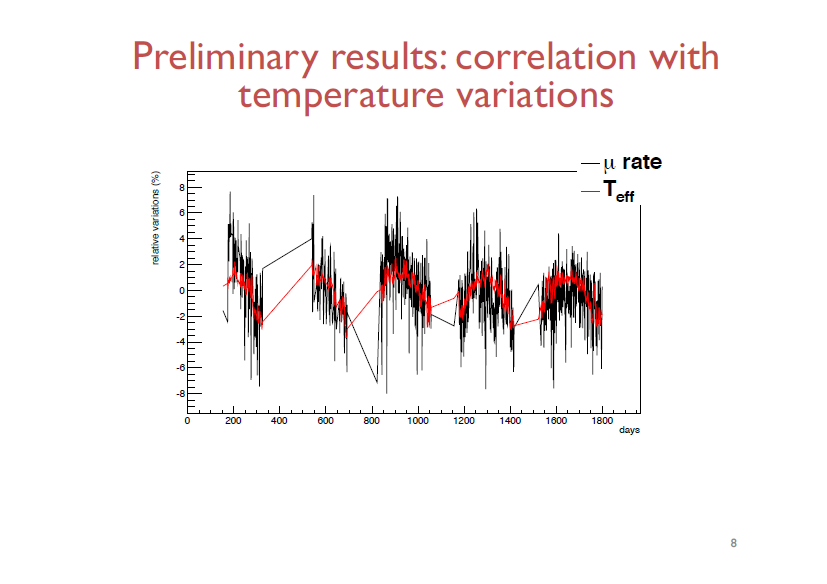 Preliminary results: correlation with
temperature variations
μ rate
Teff
relative variations (%)
8
6
4
2
0
-2
-4
-6
-8
0 200 400 600 800 1000 1200 1400 1600 1800
days
8